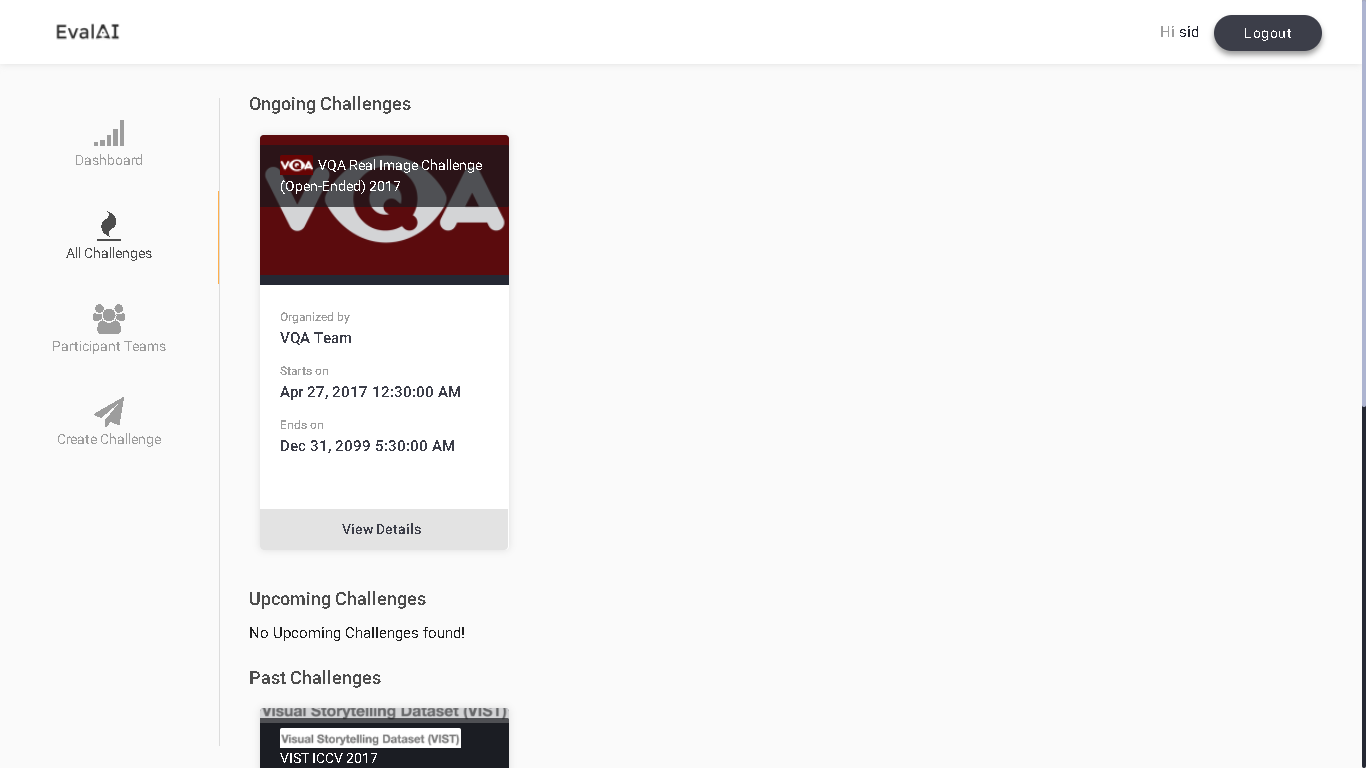 EvalAI
Hi sid
Logout
Dashboard
All Challenges
Participant Teams
Create Challenge
Ongoing Challenges
VQA VQA Real Image Challenge
(Open-Ended) 2017
VQA
Organized by
VQA Team
Starts on
Apr 27, 2017 12:30:00 AM
Ends on
Dec 31, 2099 5:30:00 AM
View Details
Upcoming Challenges
No Upcoming Challenges found!
Past Challenges
Visual Storytelling Dataset (VIST)
Visual Storytelling Dataset (VIST)
VIST ICCV 2017